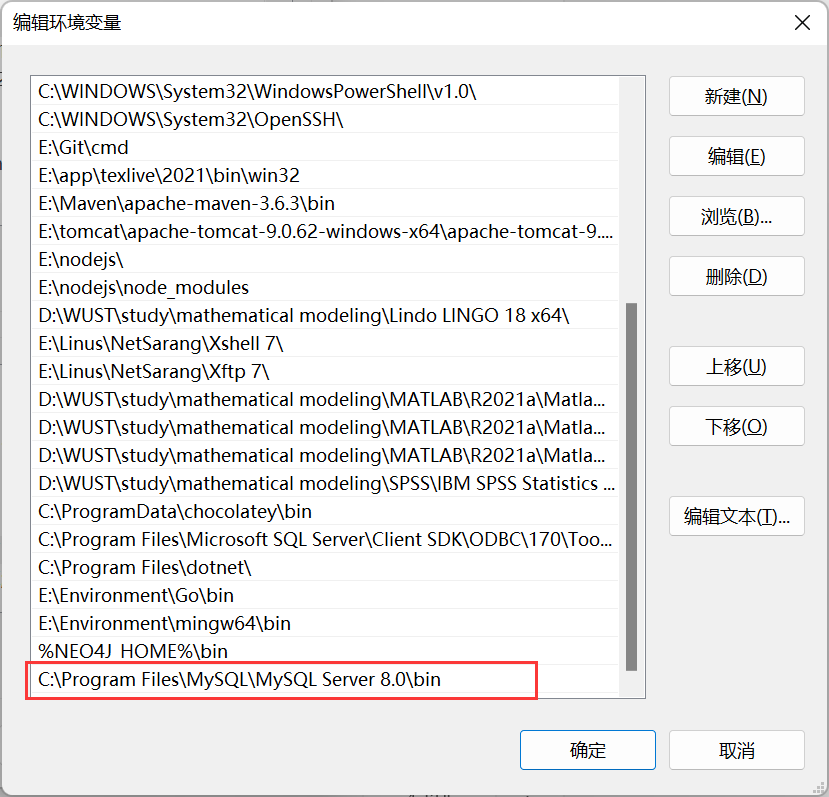 编辑环境变量
C:\WINDOWS\System32\WindowsPowerShell\v1.0\
C:\WINDOWS\System32\OpenSSH\
E:\Git\cmd
E:\app\texlive\2021\bin\win32
E:\Maven\apache-maven-3.6.3\bin
E:\tomcat\apache-tomcat-9.0.62-windows-x64\apache-tomcat-9....
E:\nodejs\
E:\nodejs\node_modules
D:\WUST\study\mathematical modeling\Lindo LINGO 18 x64\
E:\Linus\NetSarang\Xshell 7\
E:\Linus\NetSarang\Xftp 7\
D:\WUST\study\mathematical modeling\MATLAB\R2021a\Matla...
D:\WUST\study\mathematical modeling\MATLAB\R2021a\Matla...
D:\WUST\study\mathematical modeling\MATLAB\R2021a\Matla...
D:\WUST\study\mathematical modeling\SPSS\IBM SPSS Statistics ...
C:\ProgramData\chocolatey\bin
C:\Program Files\Microsoft SQL Server\Client SDK\ODBC\170\Too...
C:\Program Files\dotnet\
E:\Environment\Go\bin
E:\Environment\mingw64\bin
%NEO4J_HOME%\bin
C:\Program Files\MySQL\MySQL Server 8.0\bin
新建(N)
编辑(E)
浏览(B)...
删除(D)
上移(U)
下移(O)
编辑文本(T)...
确定
取消